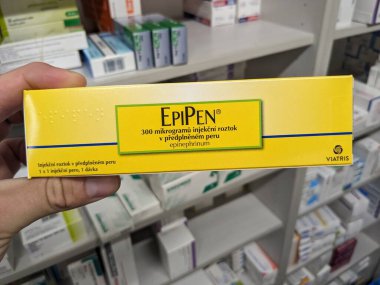 EPIPEN®
300 mikrogramů injekční roztok
v předplněném peru
epinephrinum
Injekční roztok v předplněném peru
1 x 1 injekční pero, 1 dávka
VIATRIS